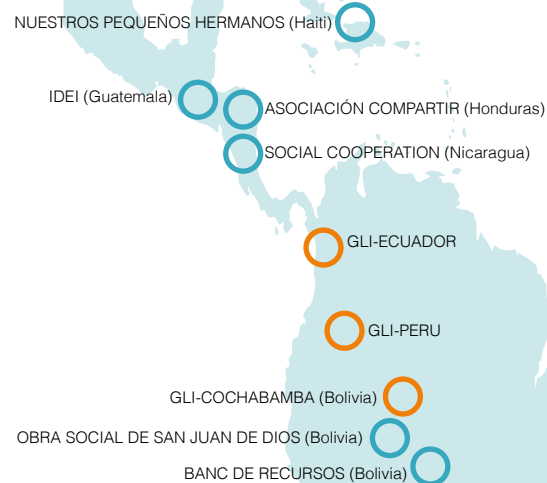 NUESTROS PEQUEÑOS HERMANOS (Haiti)
IDEI (Guatemala)
ASOCIACIÓN COMPARTIR (Honduras)
SOCIAL COOPERATION (Nicaragua)
GLI-ECUADOR
GLI-PERU
GLI-COCHABAMBA (Bolivia)
OBRA SOCIAL DE SAN JUAN DE DIOS (Bolivia)
BANC DE RECURSOS (Bolivia)